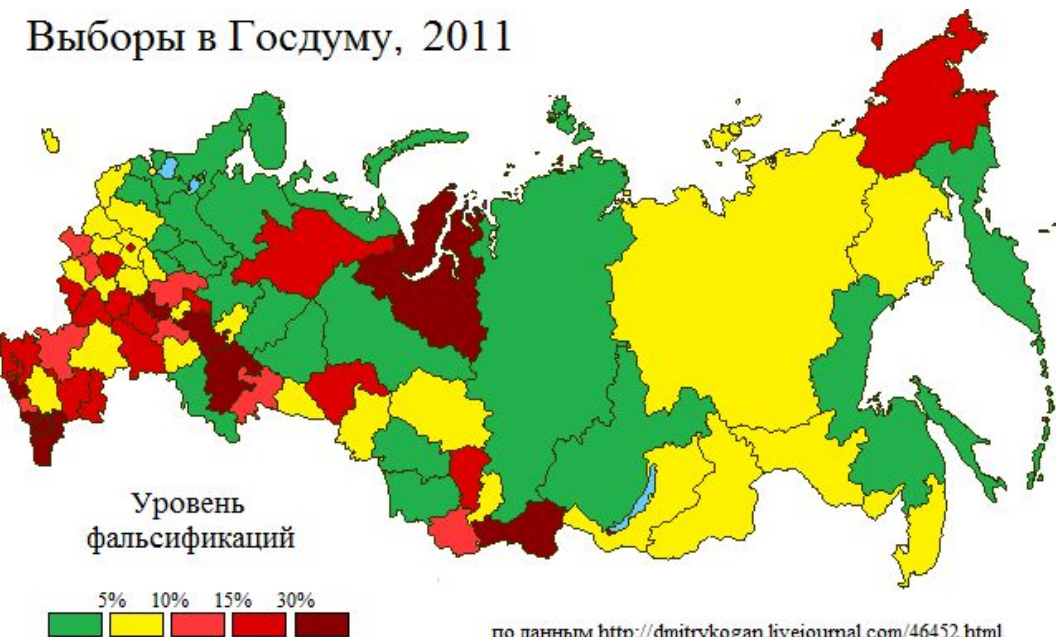 Выборы в Госдуму, 2011
Уровень
фальсификаций
5% 10% 15% 30%
по данным http://dmitrykogan.livejournal.com/46452.html